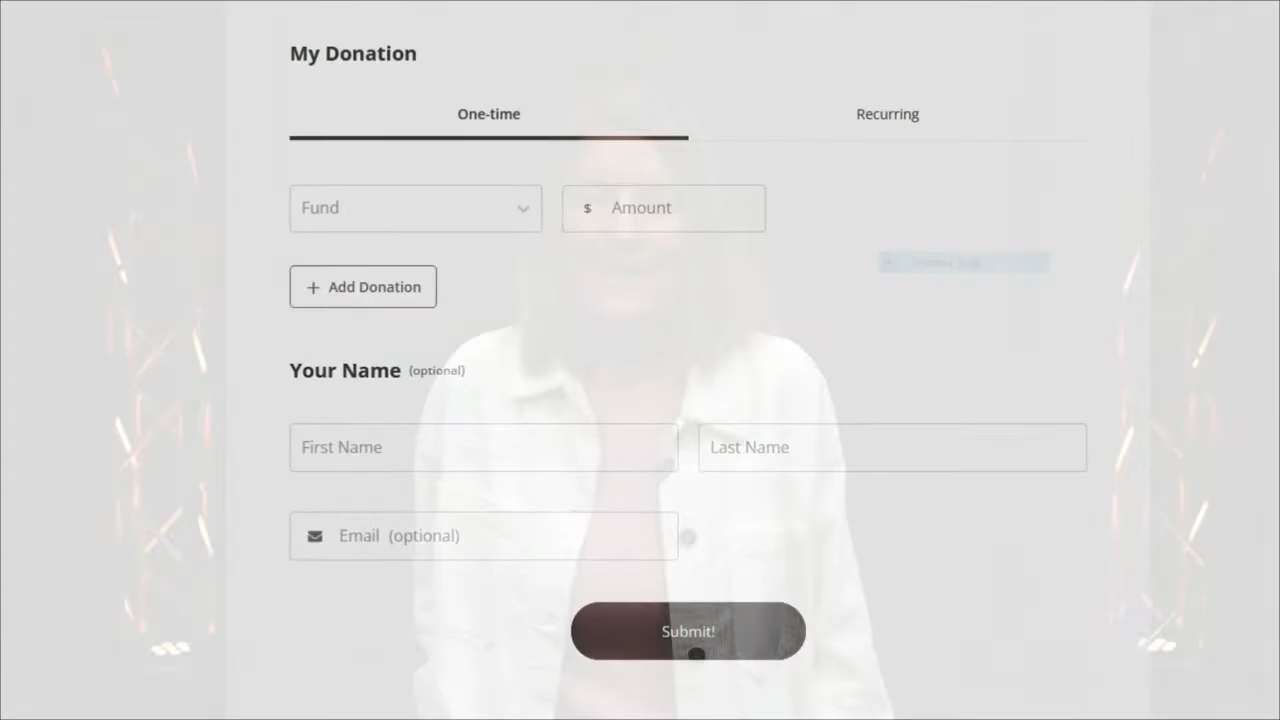 My Donation
One-time Recurring
Fund $ Amount
+ Add Donation
Your Name (optional)
First Name Last Name
Email (optional)
Submit!